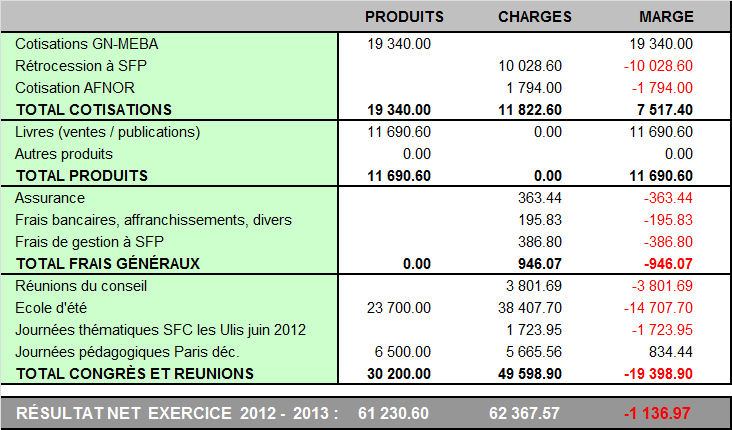 PRODUITS CHARGES MARGE
Cotisations GN-MEBA 19 340.00 19 340.00
Rétrocession à SFP 10 028.60 -10 028.60
Cotisation AFNOR 1 794.00 -1 794.00
TOTAL COTISATIONS 19 340.00 11 822.60 7 517.40
Livres (ventes / publications) 11 690.60 0.00 11 690.60
Autres produits 0.00 0.00
TOTAL PRODUITS 11 690.60 0.00 11 690.60
Assurance 363.44 -363.44
Frais bancaires, affranchissements, divers 195.83 -195.83
Frais de gestion à SFP 386.80 -386.80
TOTAL FRAIS GÉNÉRAUX 0.00 946.07 -946.07
Réunions du conseil 3 801.69 -3 801.69
Ecole d'été 23 700.00 38 407.70 -14 707.70
Journées thématiques SFC les Ulis juin 2012 1 723.95 -1 723.95
Journées pédagogiques Paris déc. 6 500.00 5 665.56 834.44
TOTAL CONGRÈS ET REUNIONS 30 200.00 49 598.90 -19 398.90
RÉSULTAT NET EXERCICE 2012 - 2013 : 61 230.60 62 367.57 -1 136.97